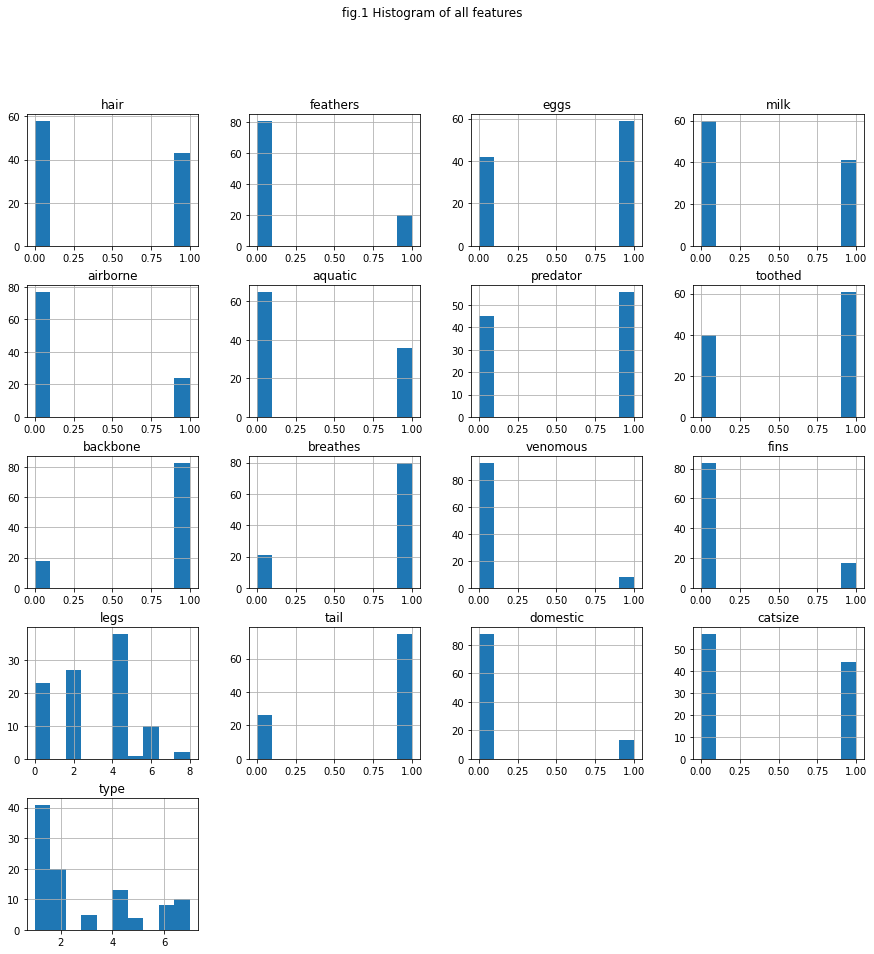 fig.1 Histogram of all features
hair feathers eggs milk
60 40 20 0
0.00 0.25 0.50 0.75 1.00
80 60 40 20 0
0.00 0.25 0.50 0.75 1.00
60 40 20 0
0.00 0.25 0.50 0.75 1.00
60 40 20 0
0.00 0.25 0.50 0.75 1.00
airborne aquatic predator toothed
80 60 40 20 0
0.00 0.25 0.50 0.75 1.00
60 40 20 0
0.00 0.25 0.50 0.75 1.00
50 40 30 20 10 0
0.00 0.25 0.50 0.75 1.00
60 40 20 0
0.00 0.25 0.50 0.75 1.00
backbone breathes venomous fins
80 60 40 20 0
0.00 0.25 0.50 0.75 1.00
80 60 40 20 0
0.00 0.25 0.50 0.75 1.00
80 60 40 20 0
0.00 0.25 0.50 0.75 1.00
80 60 40 20 0
0.00 0.25 0.50 0.75 1.00
legs tail domestic catsize
30 20 10 0
0 2 4 6 8
60 40 20 0
0.00 0.25 0.50 0.75 1.00
80 60 40 20 0
0.00 0.25 0.50 0.75 1.00
50 40 30 20 10 0
0.00 0.25 0.50 0.75 1.00
type
40 30 20 10 0
2 4 6